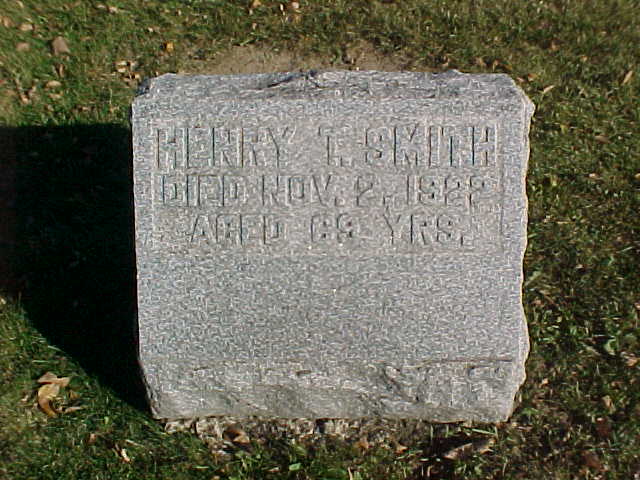 HENRY T. SMITH
DIED NOV. 2, 1922
AGED 69 YRS.